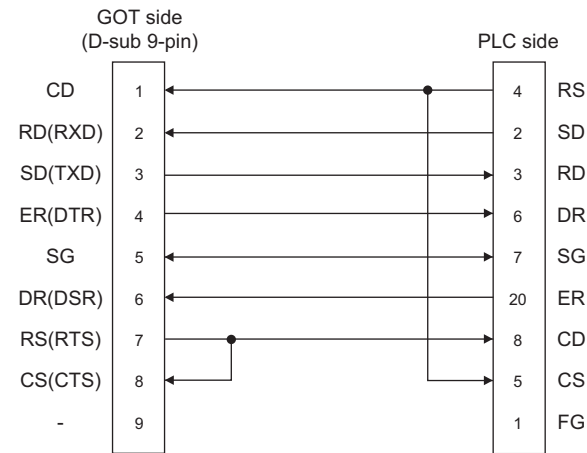 GOT side
(D-sub 9-pin)
PLC side
CD 1 4 RS
RD(RXD) 2 2 SD
SD(TXD) 3 3 RD
ER(DTR) 4 6 DR
SG 5 7 SG
DR(DSR) 6 20 ER
RS(RTS) 7 8 CD
CS(CTS) 8 5 CS
- 9 1 FG